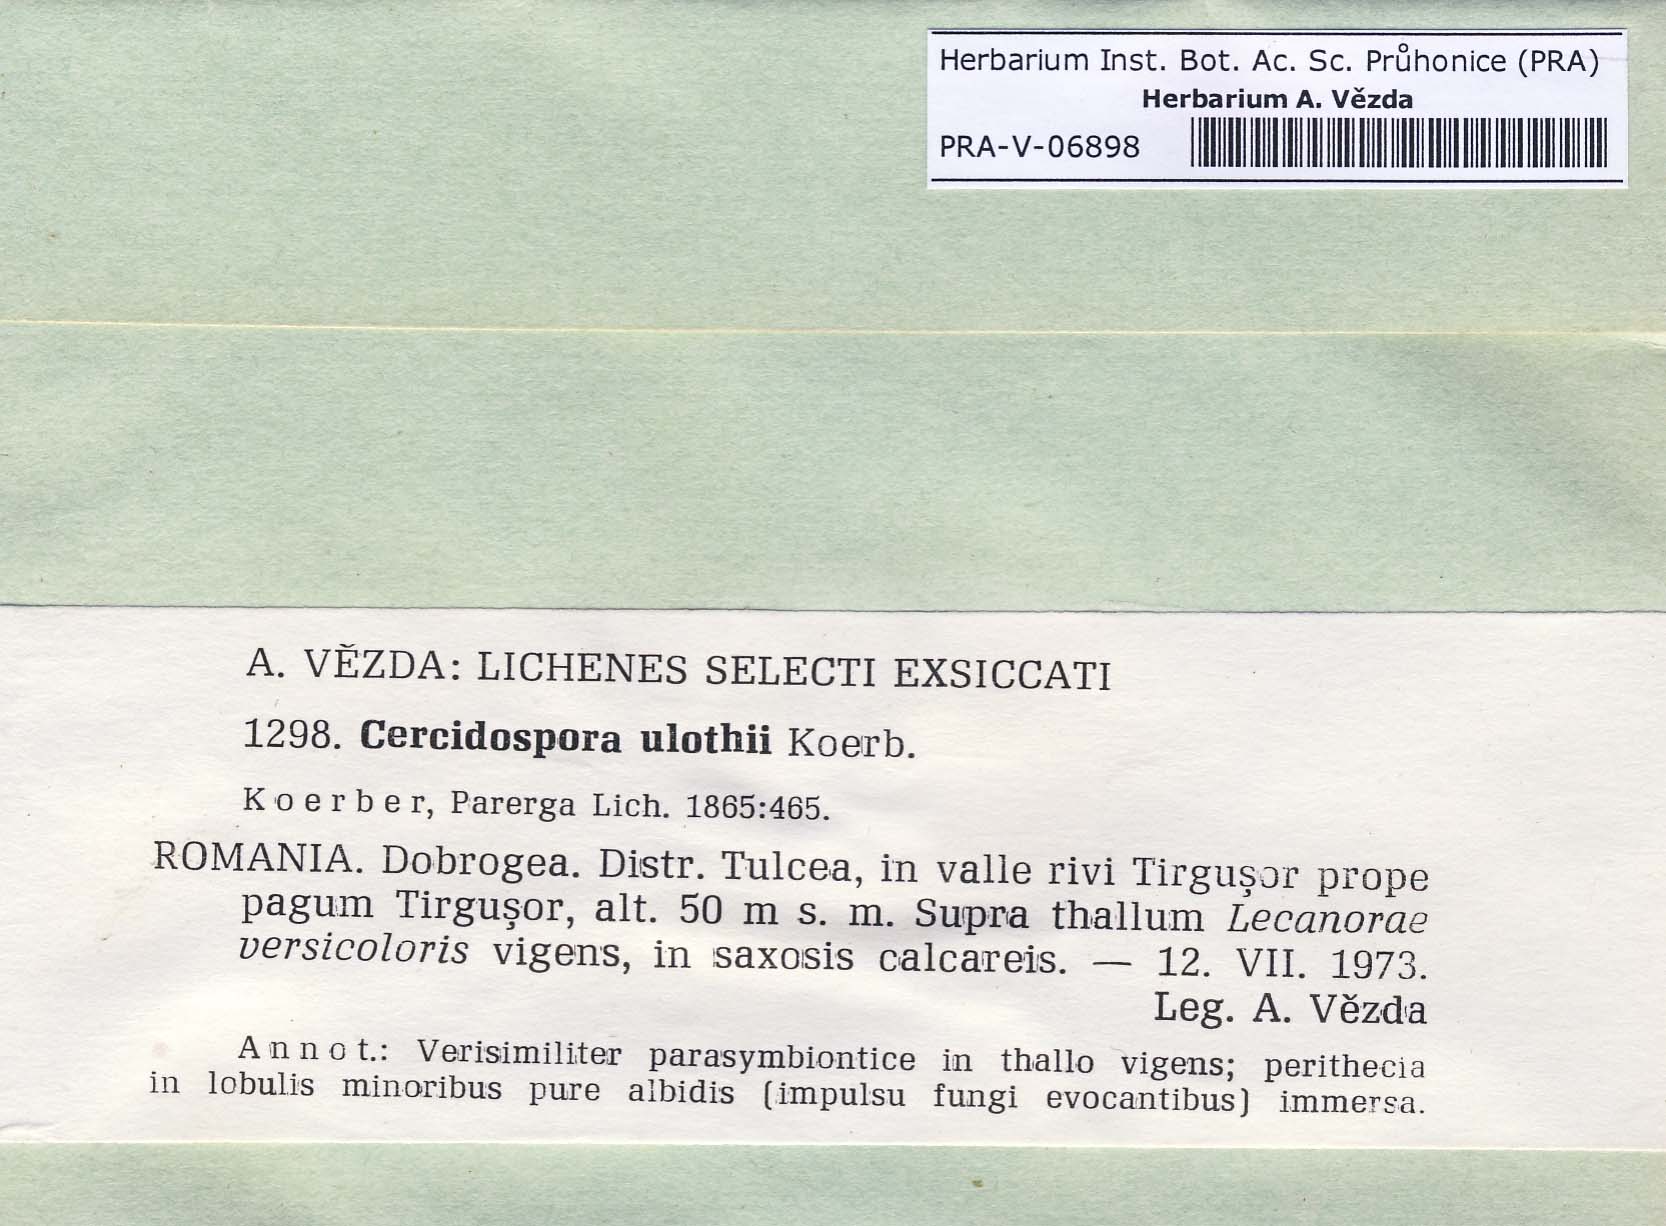 Herbarium Inst. Bot. Ac. Sc. Průhonice (PRA)
Herbarium A. Vězda
PRA-V-06898
A. VĚZDA: LICHENES SELECTI EXSICCATI
1298. Cercidospora ulothii Koerb.
Koerber, Parerga Lich. 1865:465.
ROMANIA. Dobrogea. Distr. Tulcea, in valle rivi Tirgușor prope
pagum Tirgușor, alt. 50 m s. m. Supra thallum Lecanorae
versicoloris vigens, in saxosis calcareis. — 12. VII. 1973.
Leg. A. Vězda
Annot.: Verisimiliter parasymbiontice in thallo vigens; perithecia
in lobulis minoribus pure albidis (impulsu fungi evocantibus) immersa.